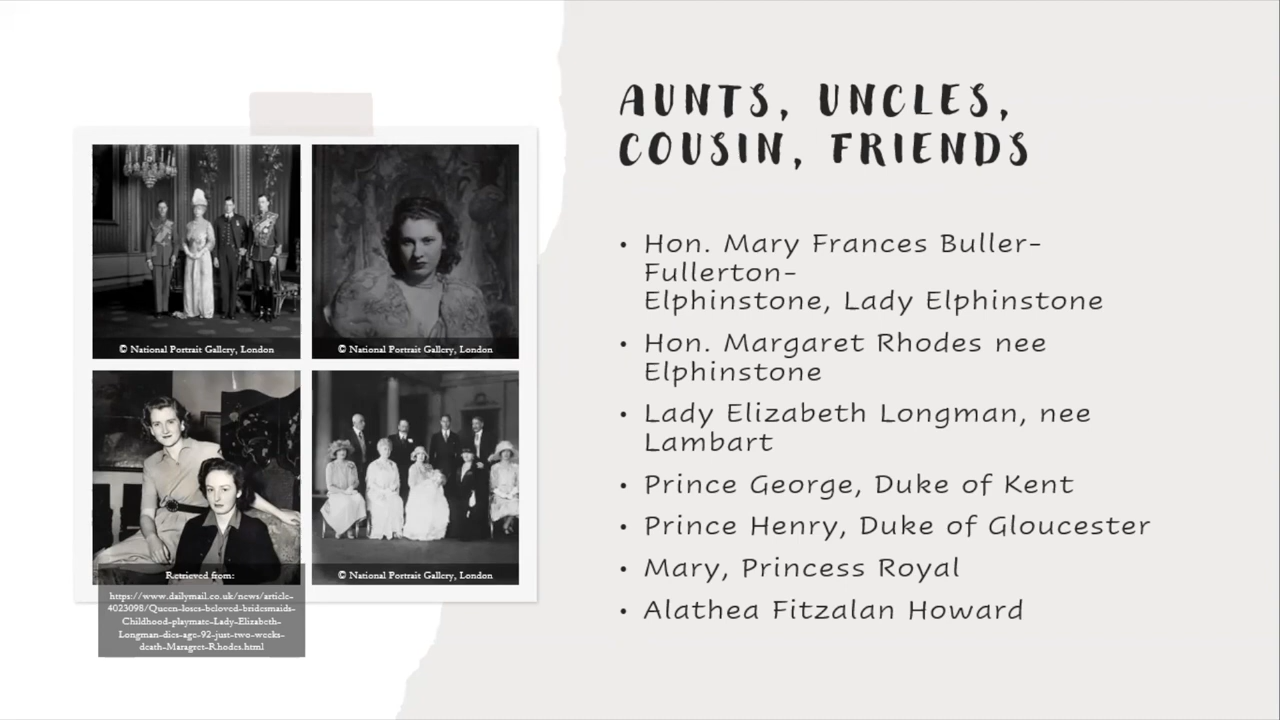 AUNTS, UNCLES,
COUSIN, FRIENDS
• Hon. Mary Frances Buller-
Fullerton-
Elphinstone, Lady Elphinstone
• Hon. Margaret Rhodes nee
Elphinstone
• Lady Elizabeth Longman, nee
Lambart
• Prince George, Duke of Kent
• Prince Henry, Duke of Gloucester
• Mary, Princess Royal
• Alathea Fitzalan Howard
© National Portrait Gallery, London
© National Portrait Gallery, London
Retrieved from:
https://www.dailymail.co.uk/news/article-
4023098/Queen-loses-beloved-bridesmaids-
Childhood-playmate-Lady-Elizabeth-
Longman-dies-age-92-just-two-weeks-
death-Maragret-Rhodes.html
© National Portrait Gallery, London